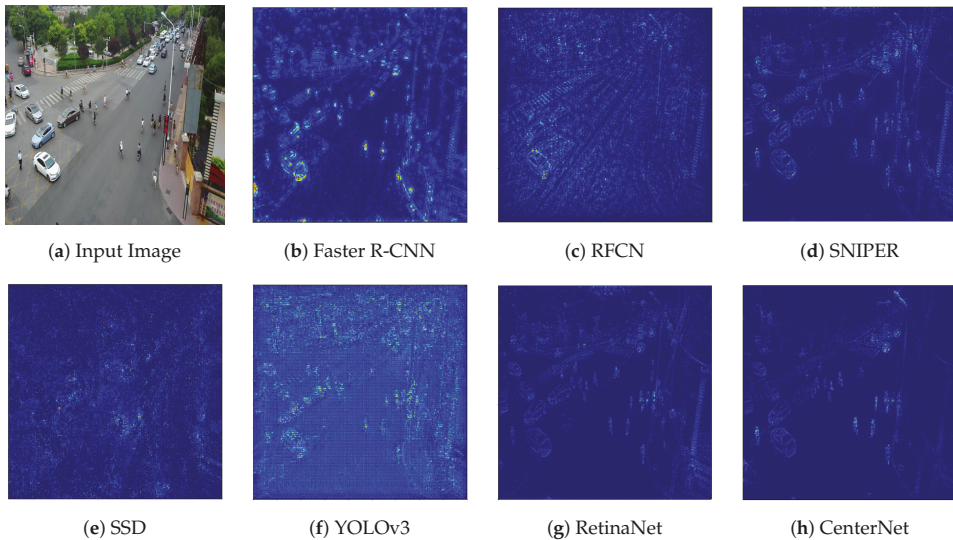 (a) Input Image
(b) Faster R-CNN
(c) RFCN
(d) SNIPER
(e) SSD
(f) YOLOv3
(g) RetinaNet
(h) CenterNet